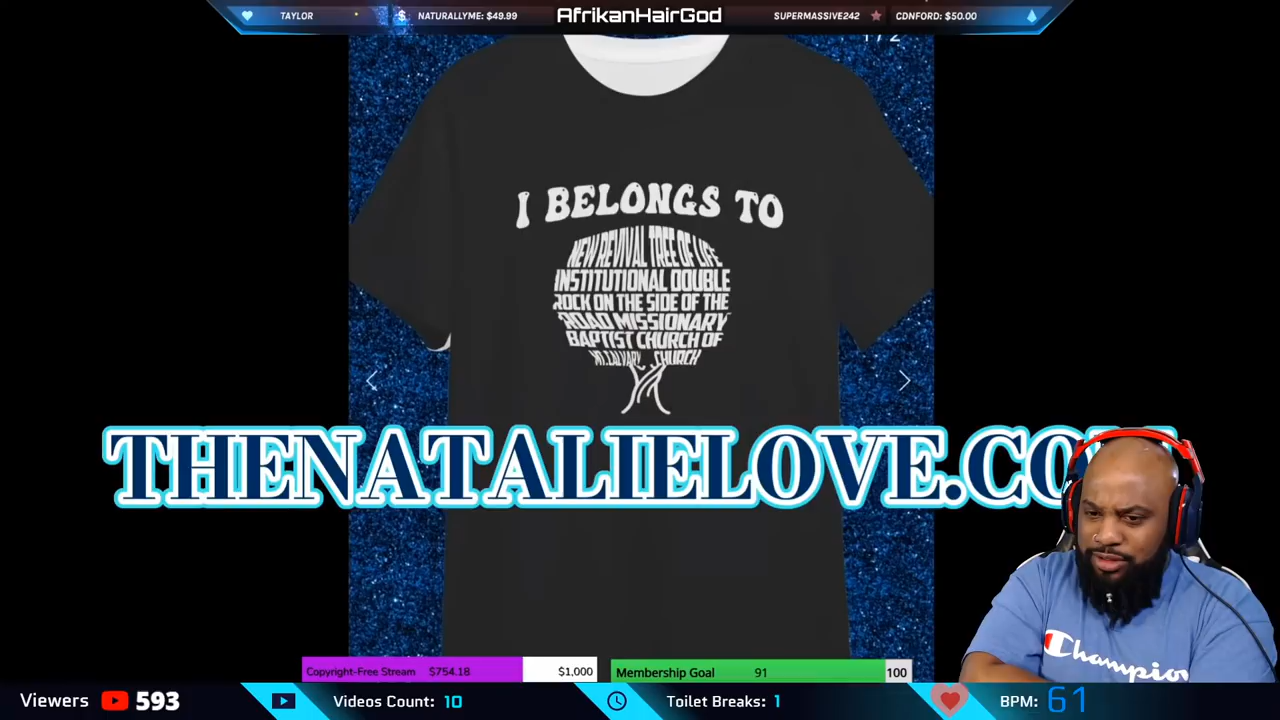 TAYLOR
NATURALLYME: $49.99
AfrikanHairGod
SUPERMASSIVE242
CDNFORD: $50.00
I BELONGS TO
NEW REVIVAL TREE OF LIFE
INSTITUTIONAL DOUBLE
ROCK ON THE SIDE OF THE
ROAD MISSIONARY
BAPTIST CHURCH OF
MT. CALVARY CHURCH
THENATALIELOVE.CO
Champion
Copyright-Free Stream $754.18 $1,000
Membership Goal 91 100
Viewers 593
Videos Count: 10
Toilet Breaks: 1
BPM: 61